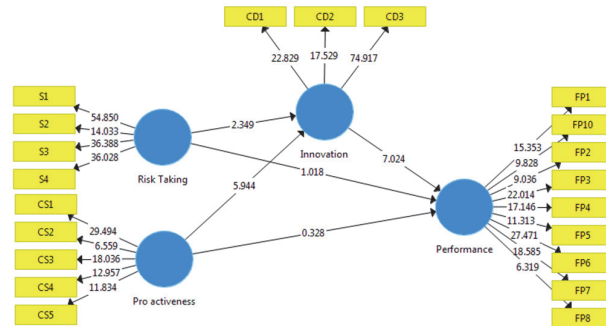 CD1
CD2
CD3
22.829
17.529
74.917
S1
S2
S3
S4
54.850
14.033
36.388
36.028
Risk Taking
2.349
Innovation
7.024
1.018
5.944
0.328
CS1
CS2
CS3
CS4
CS5
29.494
6.559
18.036
12.957
11.834
Pro activeness
Performance
15.353
9.828
9.036
22.014
17.146
11.313
27.471
18.585
6.319
FP1
FP10
FP2
FP3
FP4
FP5
FP6
FP7
FP8